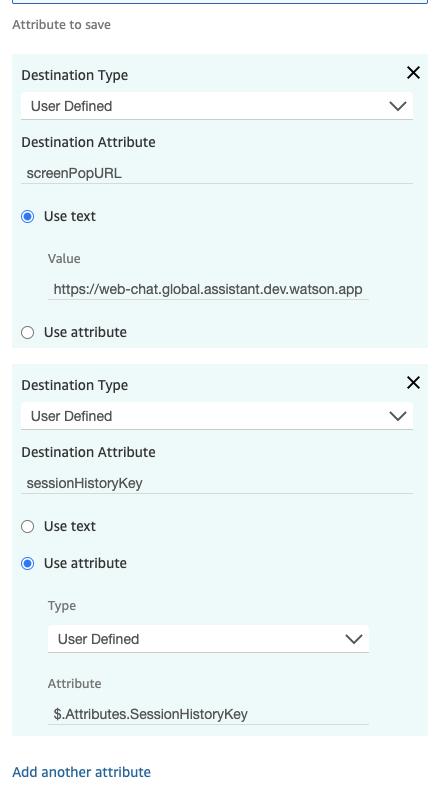 Attribute to save
Destination Type
User Defined
Destination Attribute
screenPopURL
Use text
Value
https://web-chat.global.assistant.dev.watson.app
Use attribute
Destination Type
User Defined
Destination Attribute
sessionHistoryKey
Use text
Use attribute
Type
User Defined
Attribute
$.Attributes.SessionHistoryKey
Add another attribute